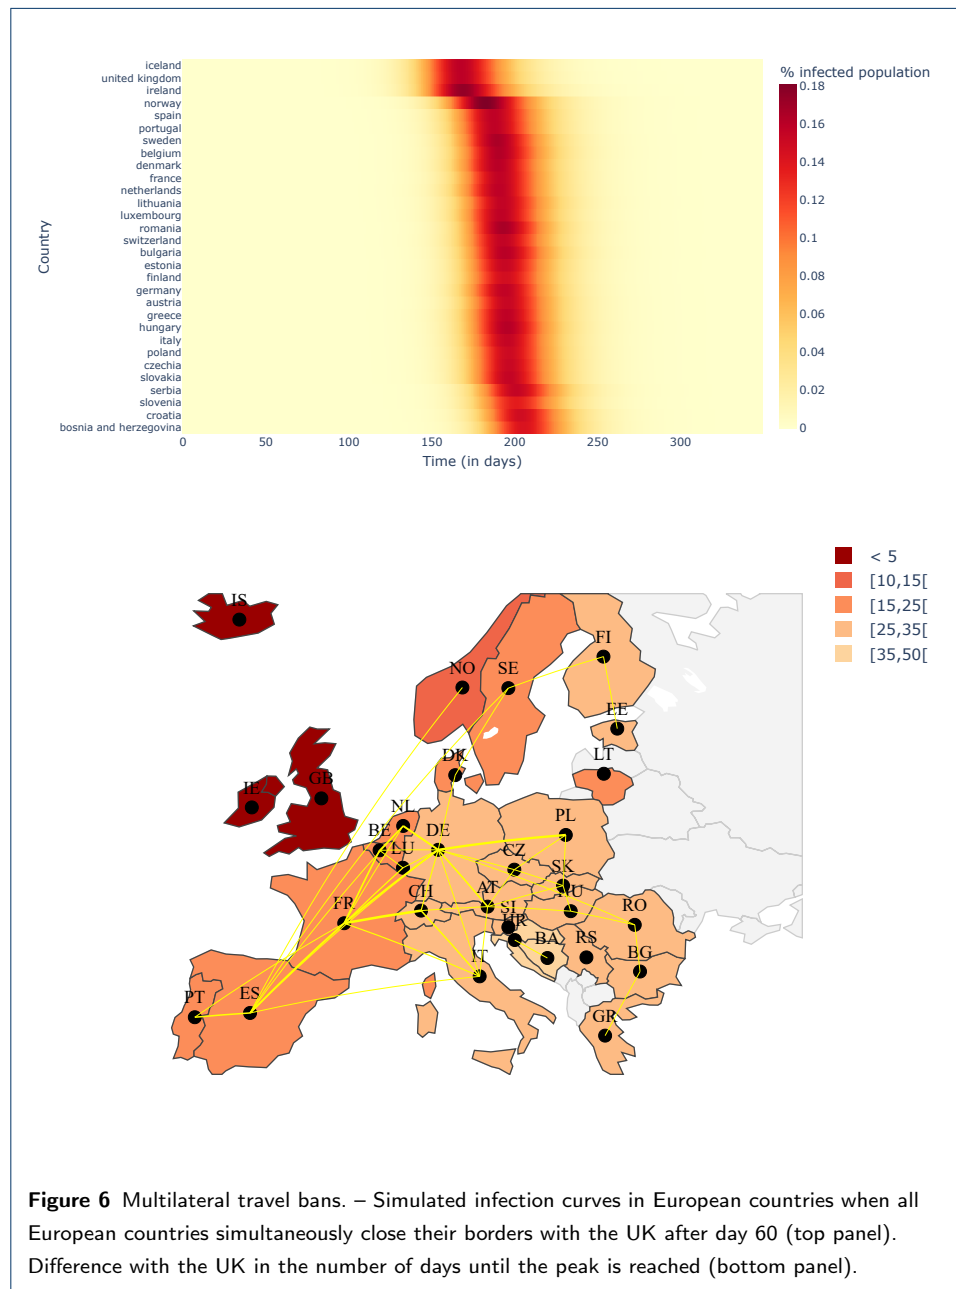 iceland
united kingdom
ireland
norway
spain
portugal
sweden
belgium
denmark
france
netherlands
lithuania
luxembourg
romania
switzerland
bulgaria
estonia
finland
germany
austria
greece
hungary
italy
poland
czechia
slovakia
serbia
slovenia
croatia
bosnia and herzegovina
Country
0 50 100 150 200 250 300
Time (in days)
% infected population
0.18
0.16
0.14
0.12
0.1
0.08
0.06
0.04
0.02
0
< 5
[10,15[
[15,25[
[25,35[
[35,50[
IS
FI
NO SE
EE
LT
DK
GB
IE
NL
PL
BE DE
LU CZ
SK
CH AT HU
FR SI RO
HR
BA RS
BG
IT
PT ES
GR
Figure 6 Multilateral travel bans. – Simulated infection curves in European countries when all
European countries simultaneously close their borders with the UK after day 60 (top panel).
Difference with the UK in the number of days until the peak is reached (bottom panel).